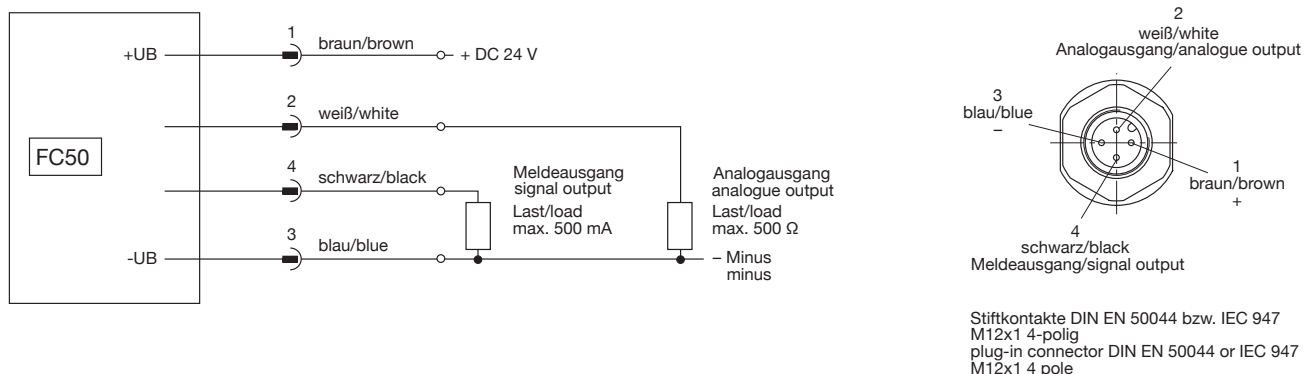 1
+UB
braun/brown
+ DC 24 V
2
weiß/white
FC50
4
schwarz/black
Meldeausgang
signal output
Last/load
max. 500 mA
Analogausgang
analogue output
Last/load
max. 500 Ω
3
-UB
blau/blue
– Minus
minus
2
weiß/white
Analogausgang/analogue output
3
blau/blue
–
1
braun/brown
+
4
schwarz/black
Meldeausgang/signal output
Stiftkontakte DIN EN 50044 bzw. IEC 947
M12x1 4-polig
plug-in connector DIN EN 50044 or IEC 947
M12x1 4 pole